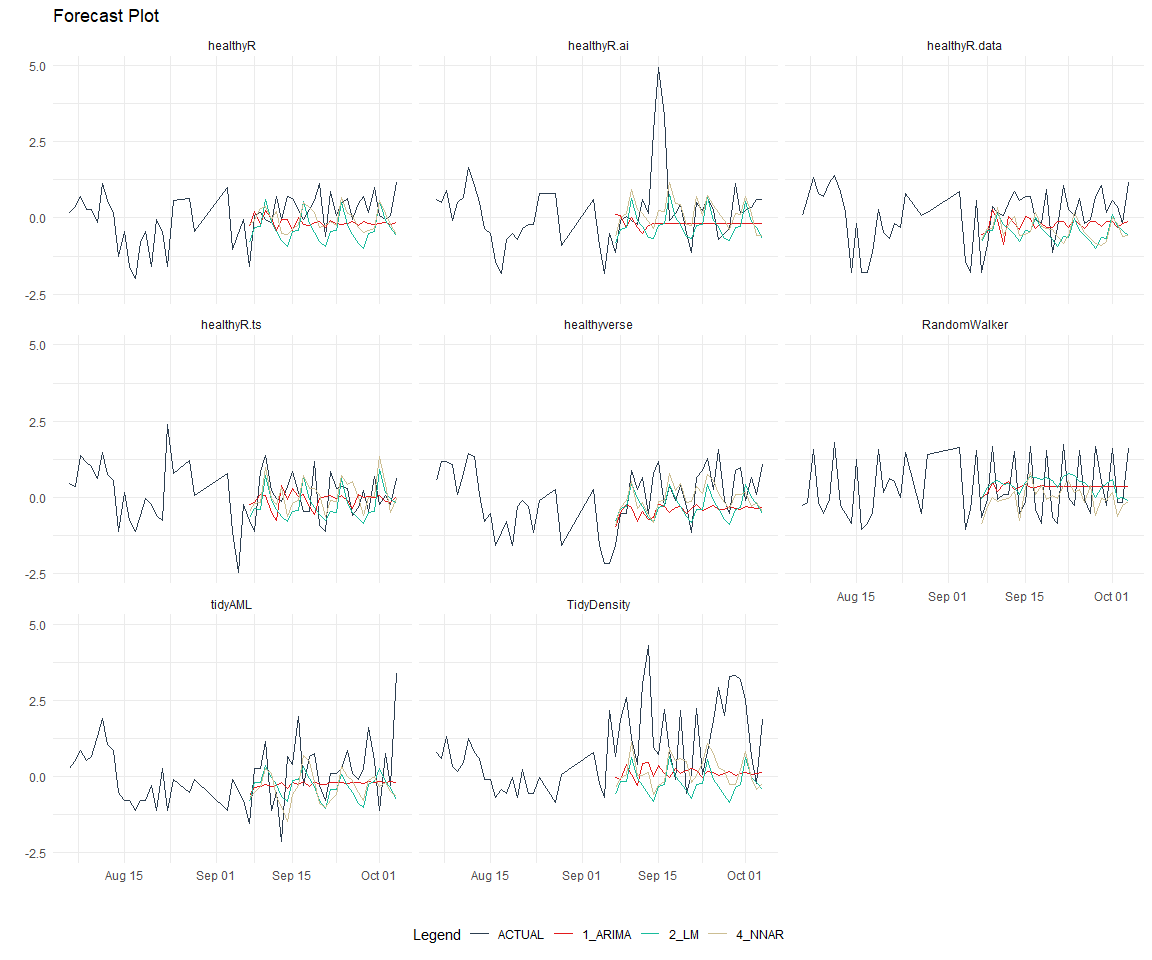 Forecast Plot
healthyR
healthyR.ai
healthyR.data
5.0
2.5
0.0
-2.5
healthyR.ts
healthyverse
RandomWalker
5.0
2.5
0.0
-2.5
Aug 15 Sep 01 Sep 15 Oct 01
tidyAML
TidyDensity
5.0
2.5
0.0
-2.5
Aug 15 Sep 01 Sep 15 Oct 01
Aug 15 Sep 01 Sep 15 Oct 01
Legend ACTUAL 1_ARIMA 2_LM 4_NNAR